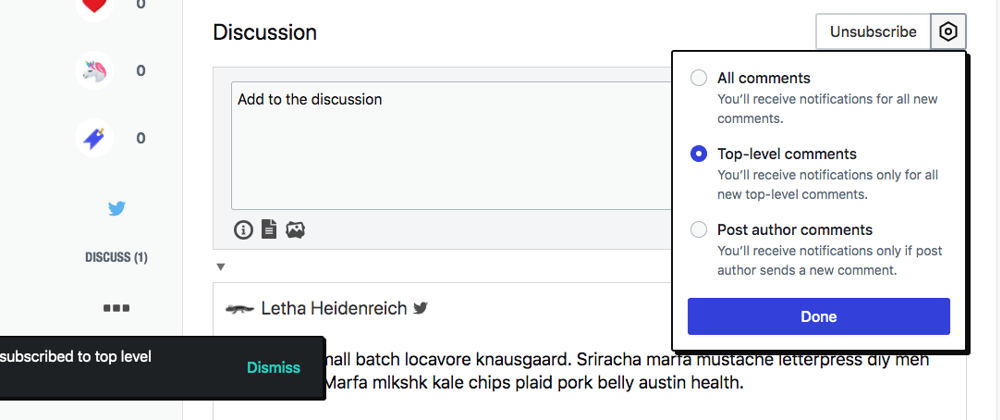 0
0
0
DISCUSS (1)
Discussion
Unsubscribe
Add to the discussion
All comments
You’ll receive notifications for all new
comments.
Top-level comments
You’ll receive notifications only for all
new top-level comments.
Post author comments
You’ll receive notifications only if post
author sends a new comment.
Done
Letha Heidenreich
mall batch locavore knausgaard. Sriracha marfa mustache letterpress diy meh
Marfa mlkshk kale chips plaid pork belly austin health.
subscribed to top level
Dismiss